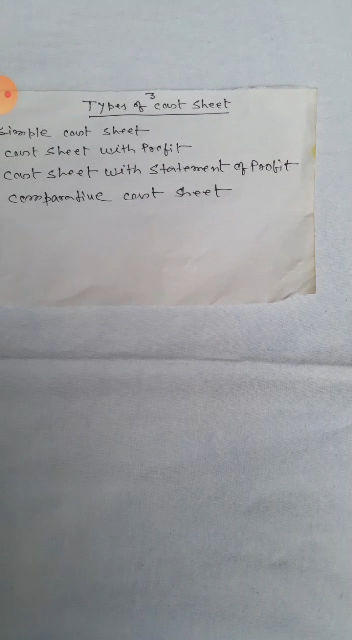 3
Types of cost sheet
Simple cost sheet
cost sheet with Profit
cost sheet with Statement of Profit
comparative cost sheet